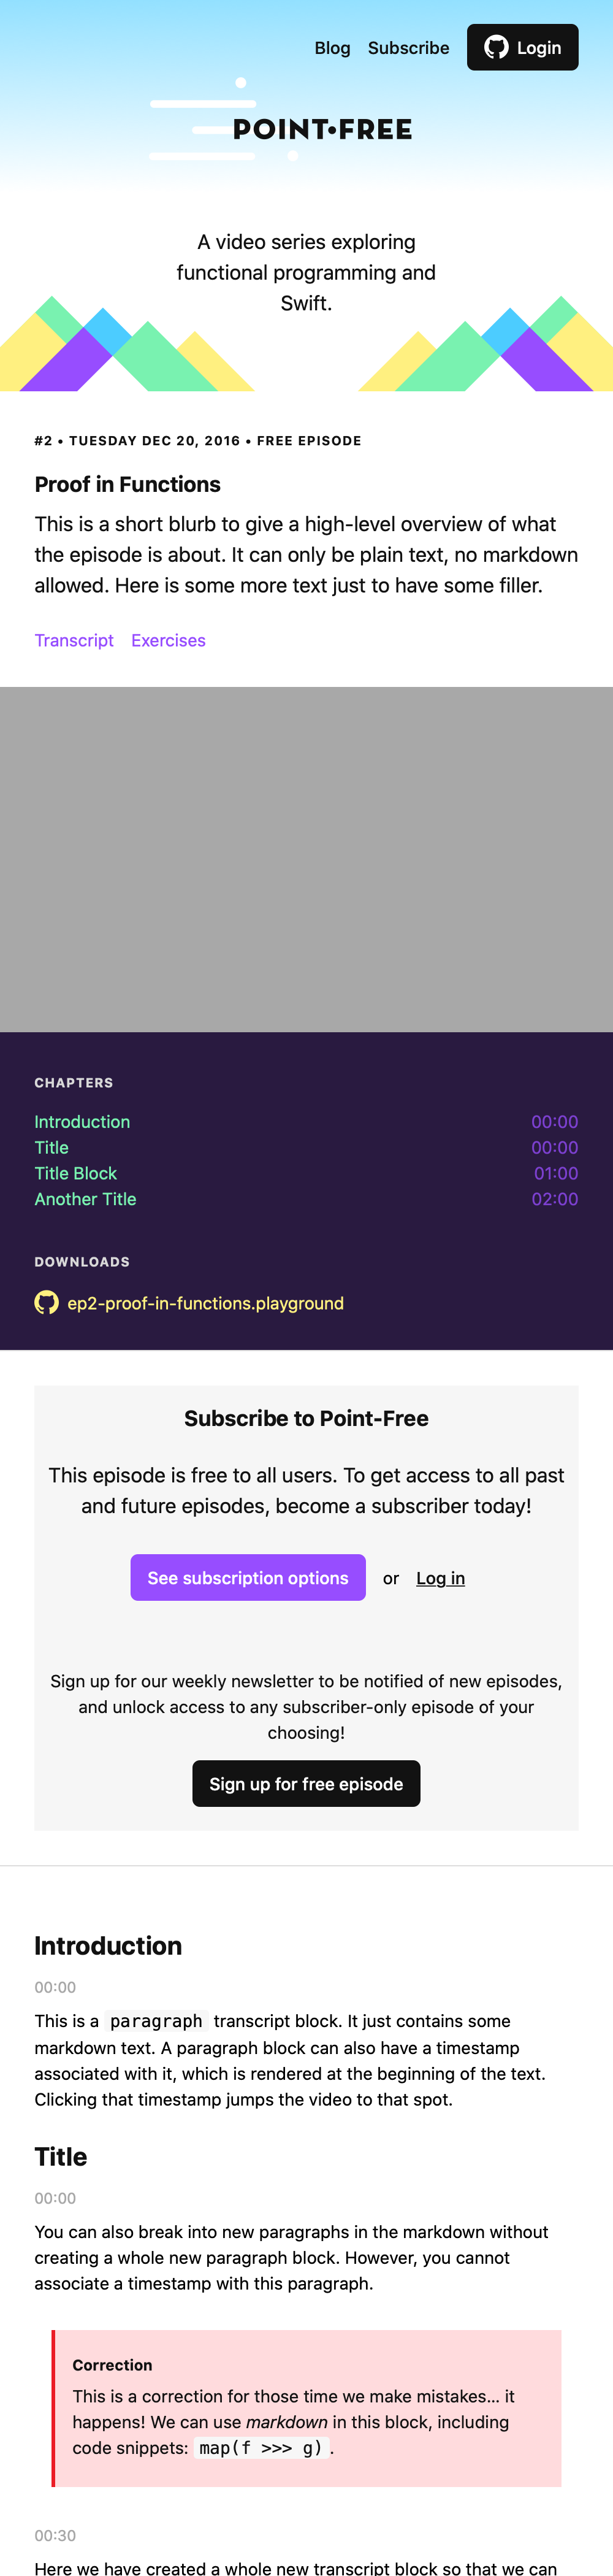 Blog Subscribe Login
POINT•FREE
A video series exploring
functional programming and
Swift.
#2 • TUESDAY DEC 20, 2016 • FREE EPISODE
Proof in Functions
This is a short blurb to give a high-level overview of what
the episode is about. It can only be plain text, no markdown
allowed. Here is some more text just to have some filler.
Transcript Exercises
CHAPTERS
Introduction 00:00
Title 00:00
Title Block 01:00
Another Title 02:00
DOWNLOADS
ep2-proof-in-functions.playground
Subscribe to Point-Free
This episode is free to all users. To get access to all past
and future episodes, become a subscriber today!
See subscription options or Log in
Sign up for our weekly newsletter to be notified of new episodes,
and unlock access to any subscriber-only episode of your
choosing!
Sign up for free episode
Introduction
00:00
This is a paragraph transcript block. It just contains some
markdown text. A paragraph block can also have a timestamp
associated with it, which is rendered at the beginning of the text.
Clicking that timestamp jumps the video to that spot.
Title
00:00
You can also break into new paragraphs in the markdown without
creating a whole new paragraph block. However, you cannot
associate a timestamp with this paragraph.
Correction
This is a correction for those time we make mistakes... it
happens! We can use markdown in this block, including
code snippets: map(f >>> g).
00:30
Here we have created a whole new transcript block so that we can